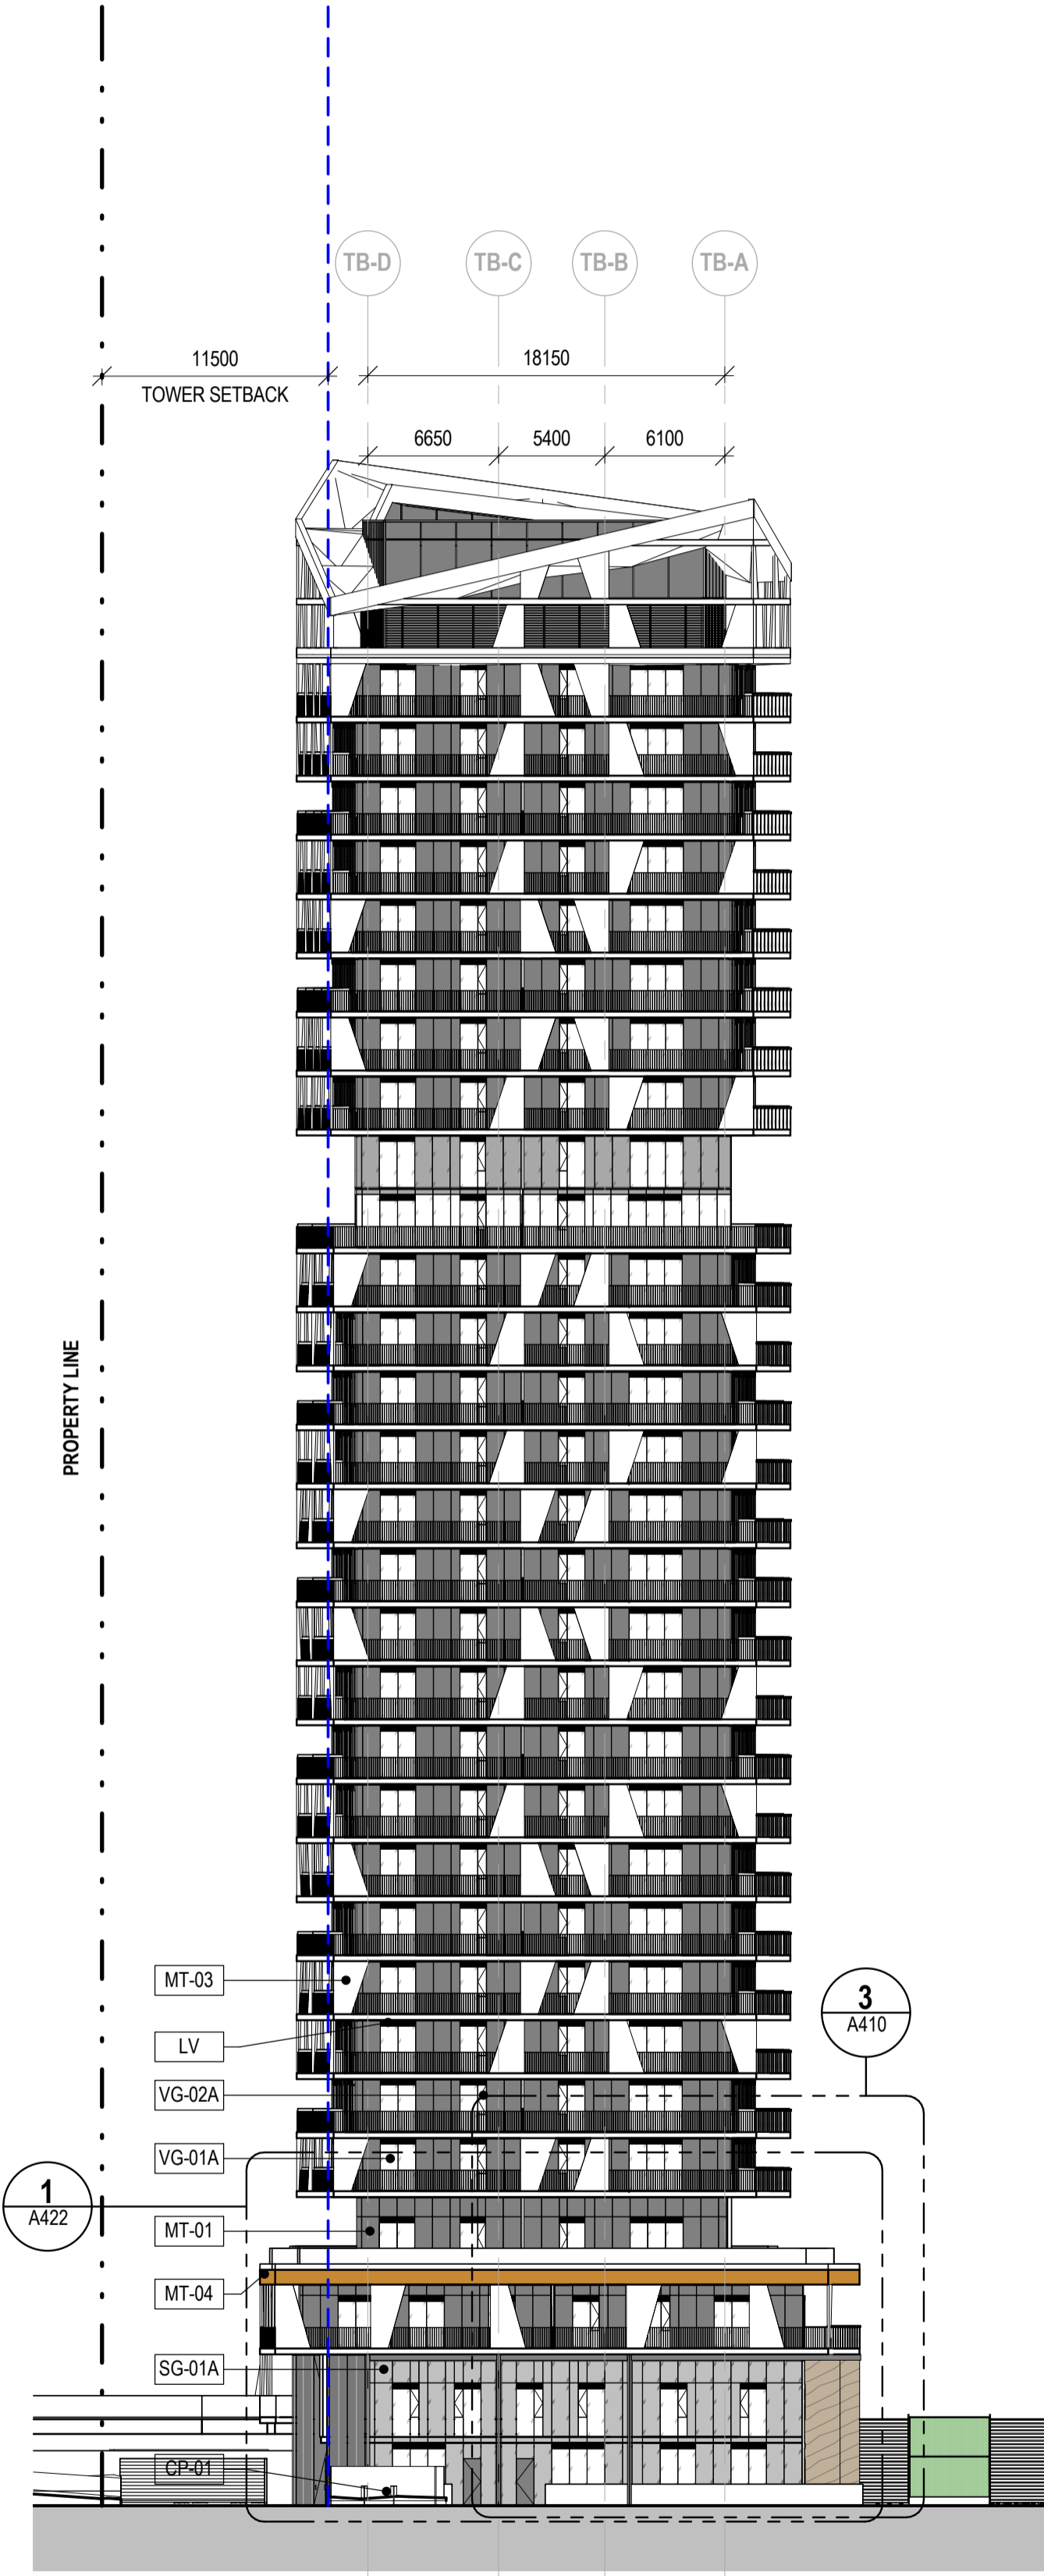 TB-D TB-C TB-B TB-A
11500 18150
TOWER SETBACK
6650 5400 6100
PROPERTY LINE
MT-03
3
A410
LV
VG-02A
VG-01A
1
A422
MT-01
MT-04
SG-01A
CP-01